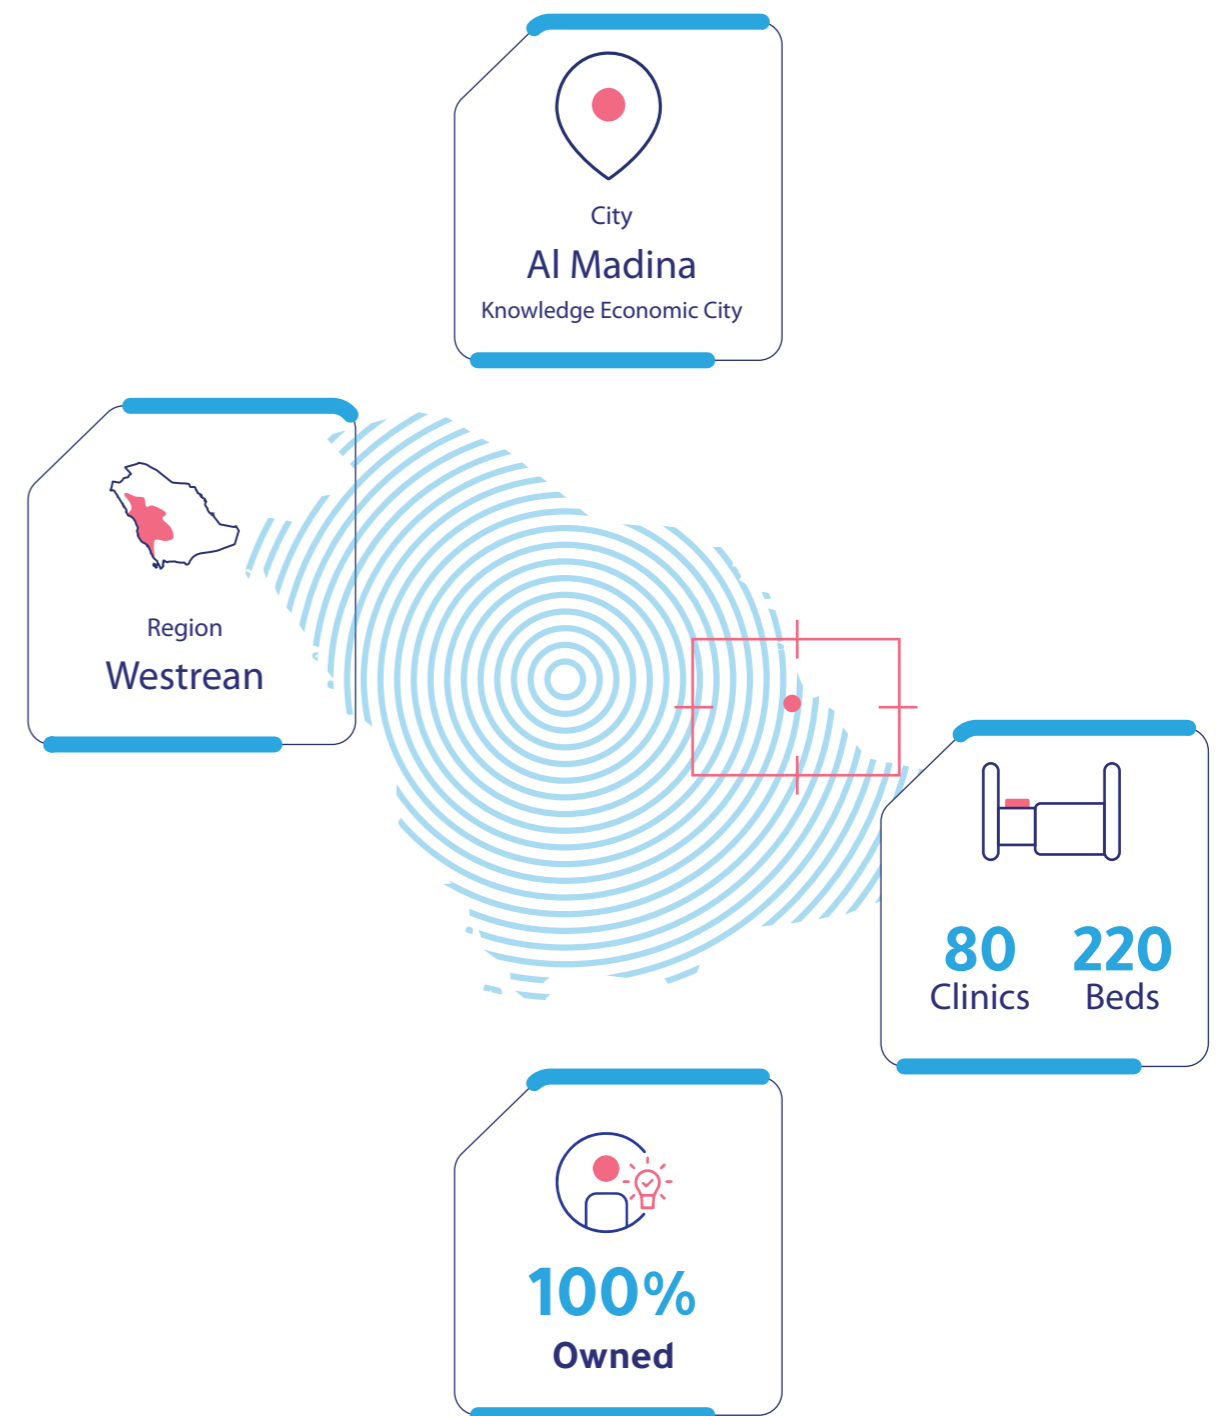 City
Al Madina
Knowledge Economic City
Region
Westrean
80 220
Clinics Beds
100%
Owned